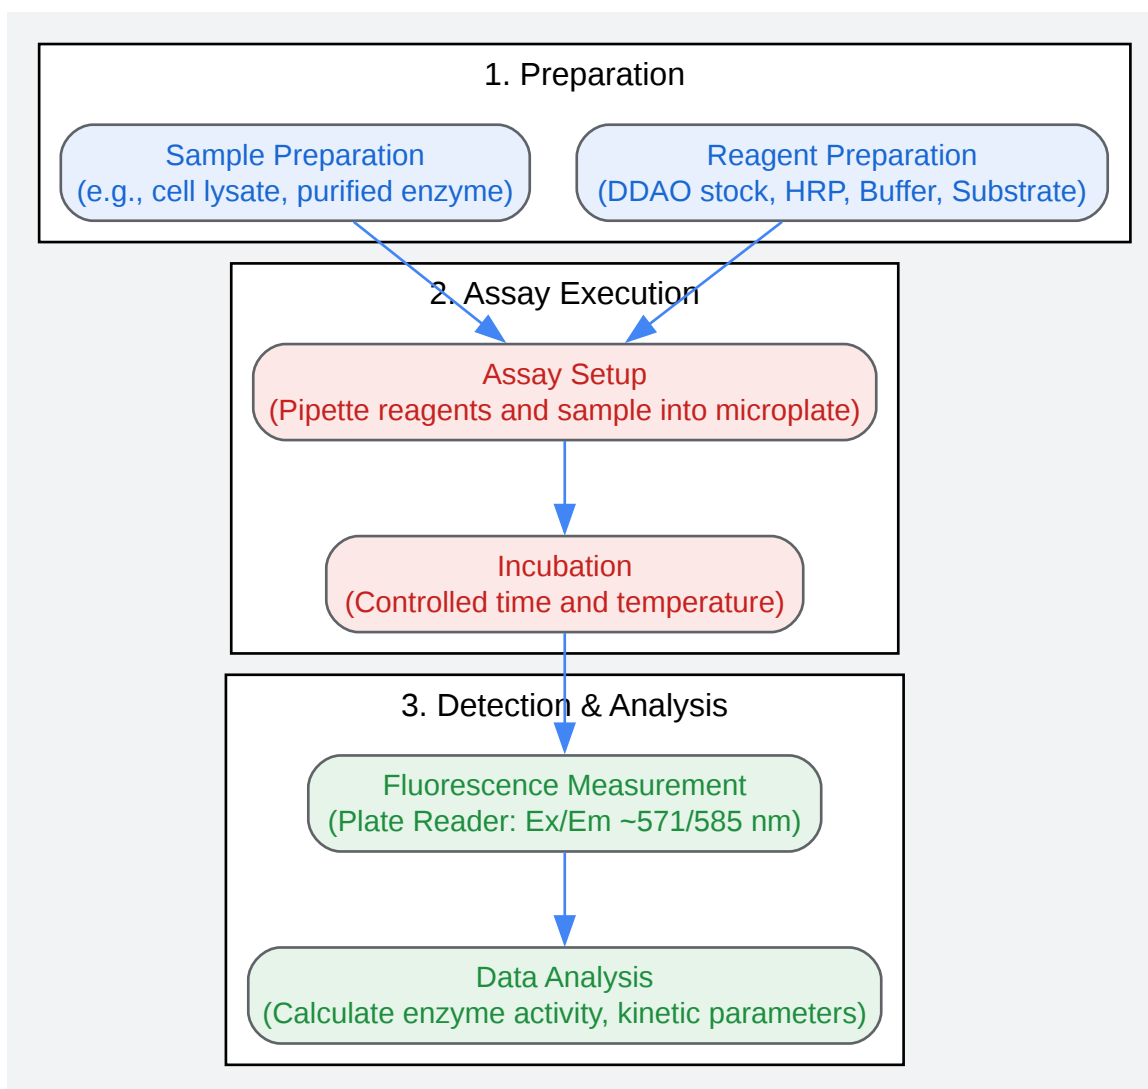 1. Preparation
Sample Preparation
(e.g., cell lysate, purified enzyme)
Reagent Preparation
(DDAO stock, HRP, Buffer, Substrate)
2. Assay Execution
Assay Setup
(Pipette reagents and sample into microplate)
Incubation
(Controlled time and temperature)
3. Detection & Analysis
Fluorescence Measurement
(Plate Reader: Ex/Em ~571/585 nm)
Data Analysis
(Calculate enzyme activity, kinetic parameters)